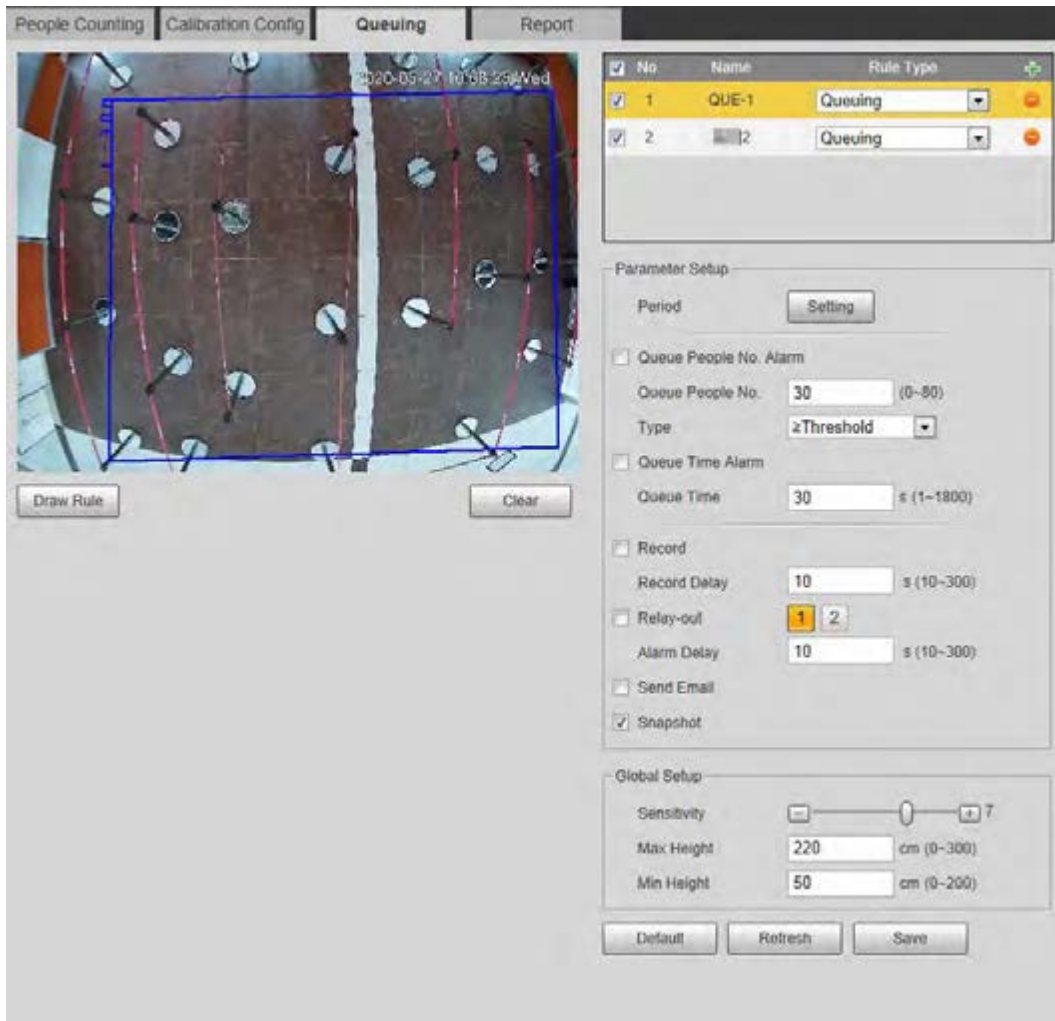 People Counting Calibration Config Queuing Report
No Name Rule Type
1 QUE-1 Queuing
2 2 Queuing
Draw Rule Clear
Parameter Setup
Period Setting
Queue People No. Alarm
Queue People No. 30 (0~80)
Type ≥Threshold
Queue Time Alarm
Queue Time 30 s (1~1800)
Record
Record Delay 10 s (10~300)
Relay-out 1 2
Alarm Delay 10 s (10~300)
Send Email
Snapshot
Global Setup
Sensitivity - + 7
Max Height 220 cm (0~300)
Min Height 50 cm (0~200)
Default Refresh Save